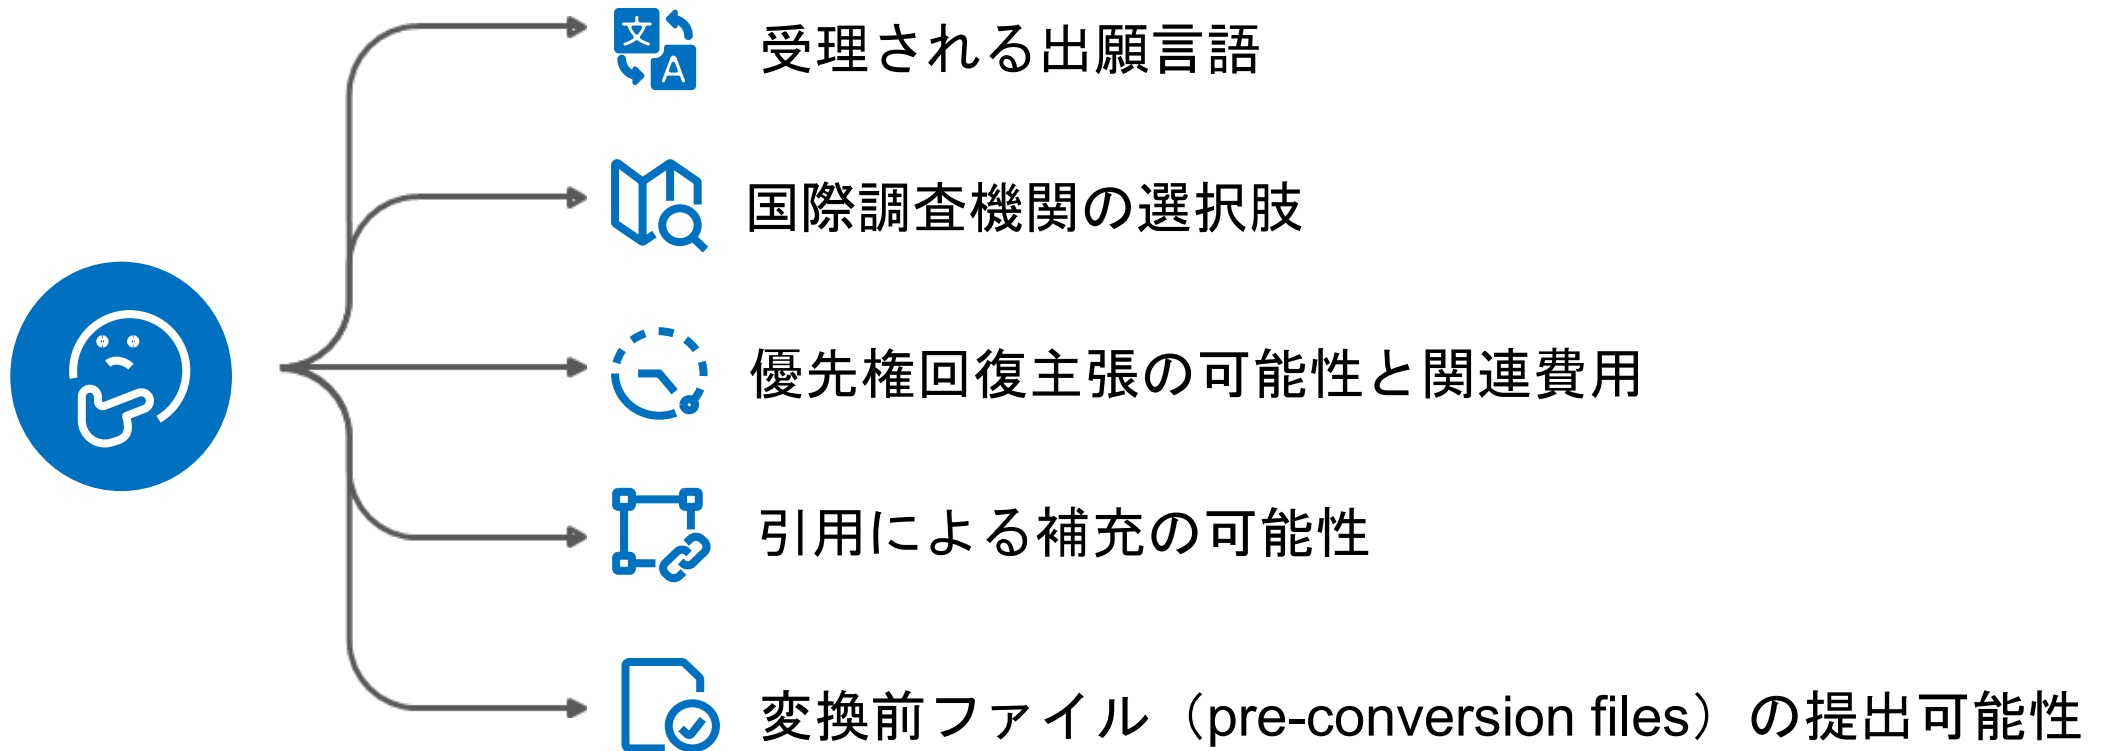 文
A
受理される出願言語
国際調査機関の選択肢
優先権回復主張の可能性と関連費用
引用による補充の可能性
変換前ファイル（pre-conversion files）の提出可能性